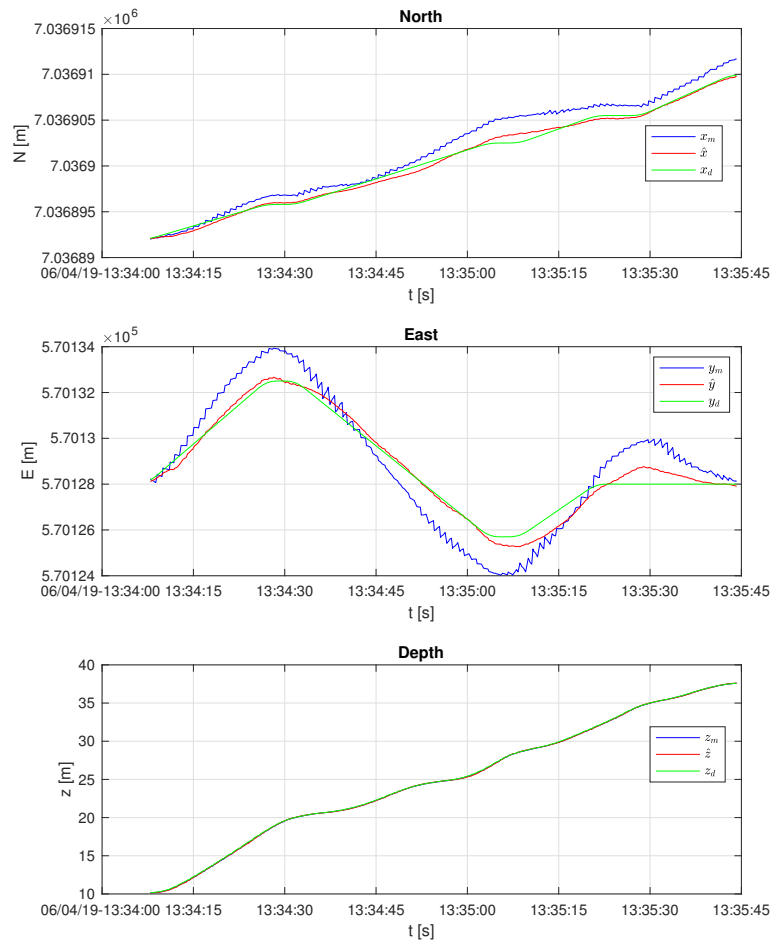 North
×10⁶
7.036915
7.03691
7.036905
7.0369
7.036895
7.03689
N [m]
x_m
x̂
x_d
06/04/19-13:34:00 13:34:15 13:34:30 13:34:45 13:35:00 13:35:15 13:35:30 13:35:45
t [s]
East
×10⁵
5.70134
5.70132
5.7013
5.70128
5.70126
5.70124
E [m]
y_m
ŷ
y_d
06/04/19-13:34:00 13:34:15 13:34:30 13:34:45 13:35:00 13:35:15 13:35:30 13:35:45
t [s]
Depth
40
35
30
25
20
15
10
z [m]
z_m
ẑ
z_d
06/04/19-13:34:00 13:34:15 13:34:30 13:34:45 13:35:00 13:35:15 13:35:30 13:35:45
t [s]